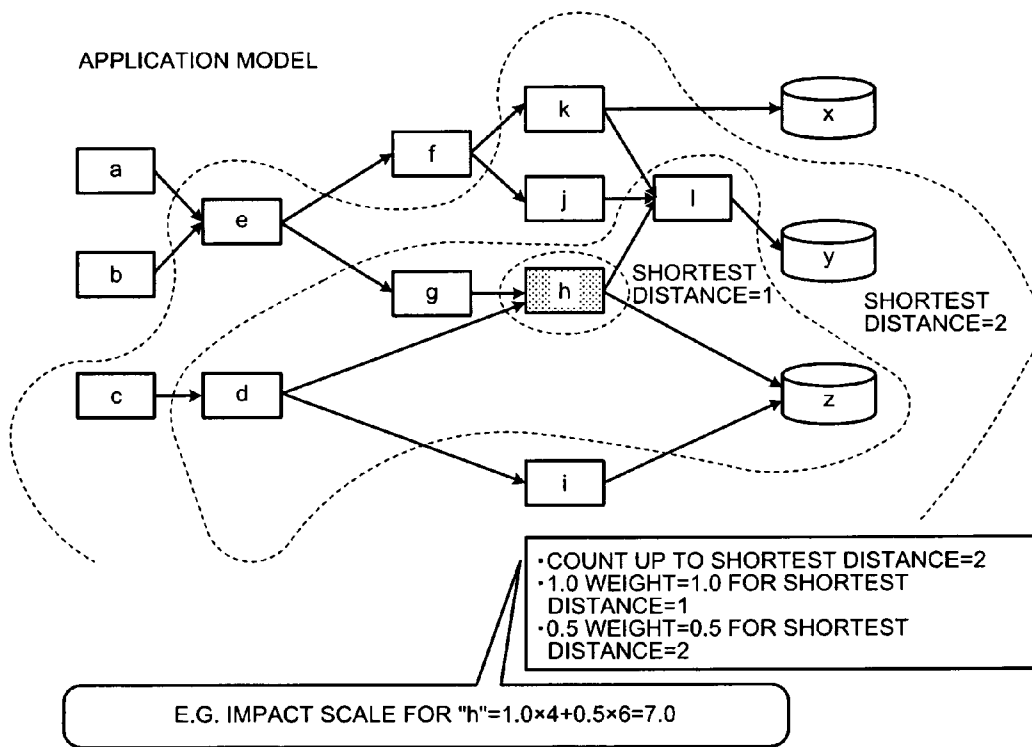 APPLICATION MODEL
k
x
f
a
j
l
e
y
b
g
h
SHORTEST
DISTANCE=1
SHORTEST
DISTANCE=2
c
d
z
i
・COUNT UP TO SHORTEST DISTANCE=2
・1.0 WEIGHT=1.0 FOR SHORTEST
DISTANCE=1
・0.5 WEIGHT=0.5 FOR SHORTEST
DISTANCE=2
E.G. IMPACT SCALE FOR "h"=1.0×4+0.5×6=7.0